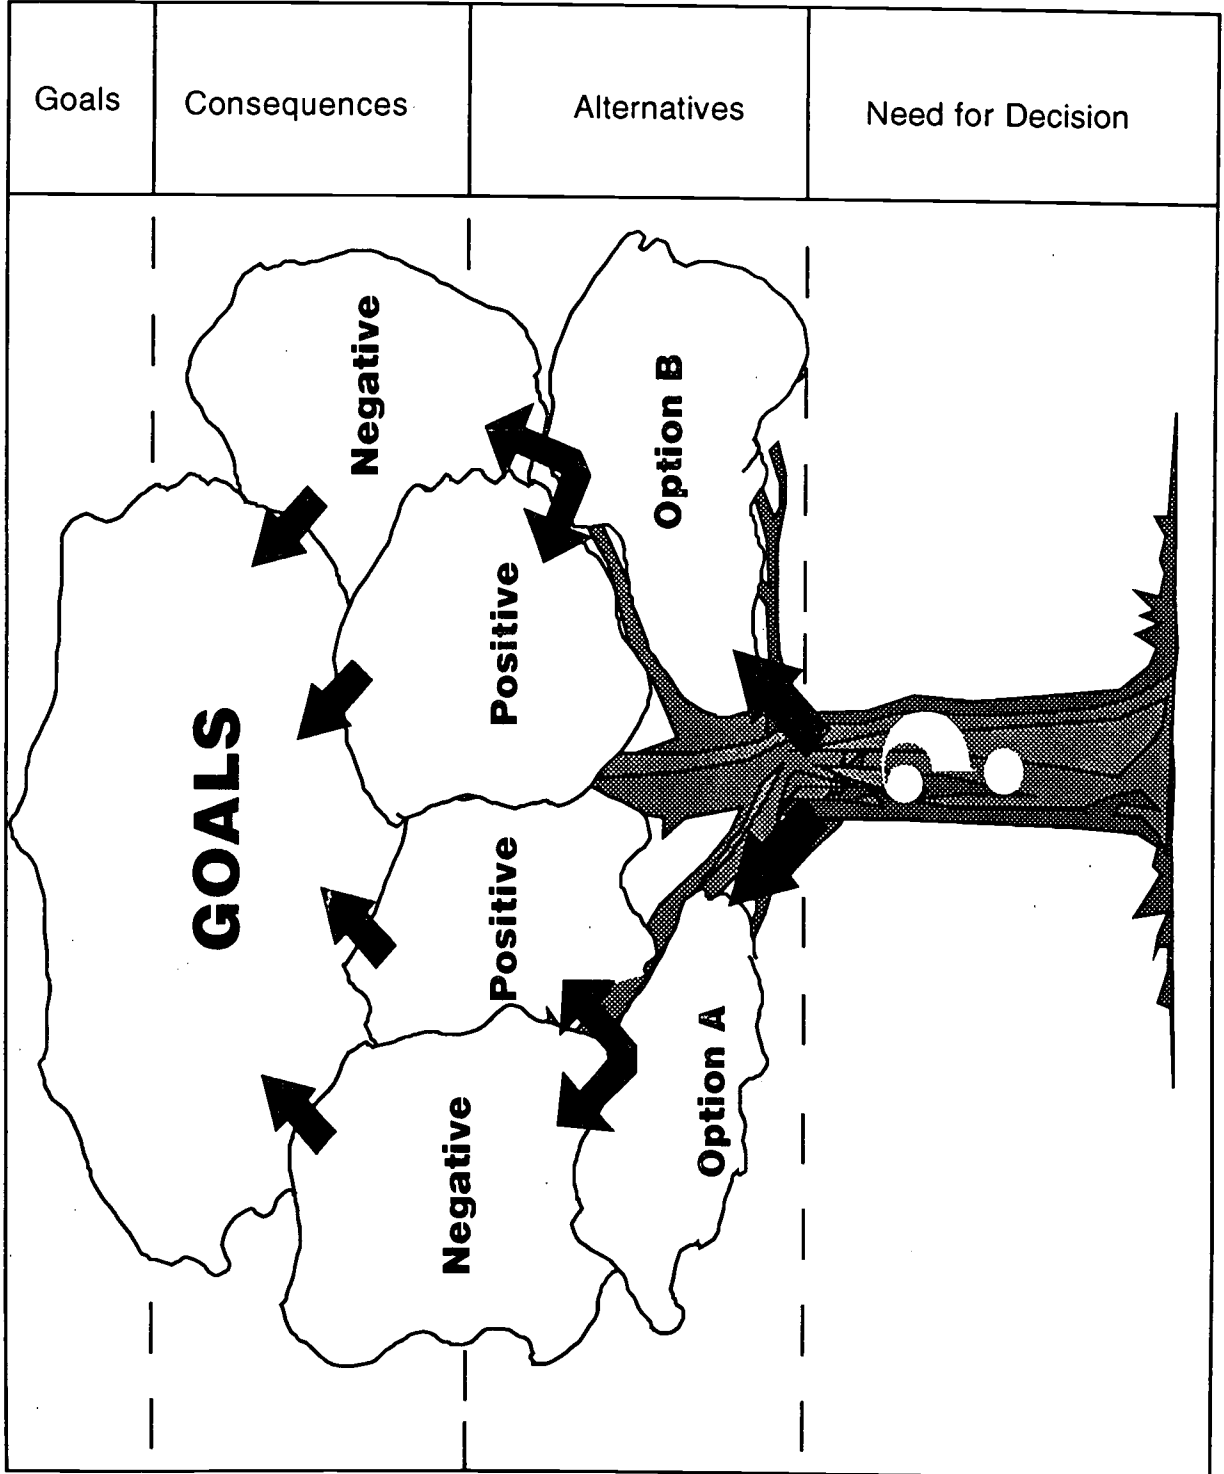 Goals
Consequences
Alternatives
Need for Decision
GOALS
Negative
Positive
Positive
Negative
Option B
Option A
?